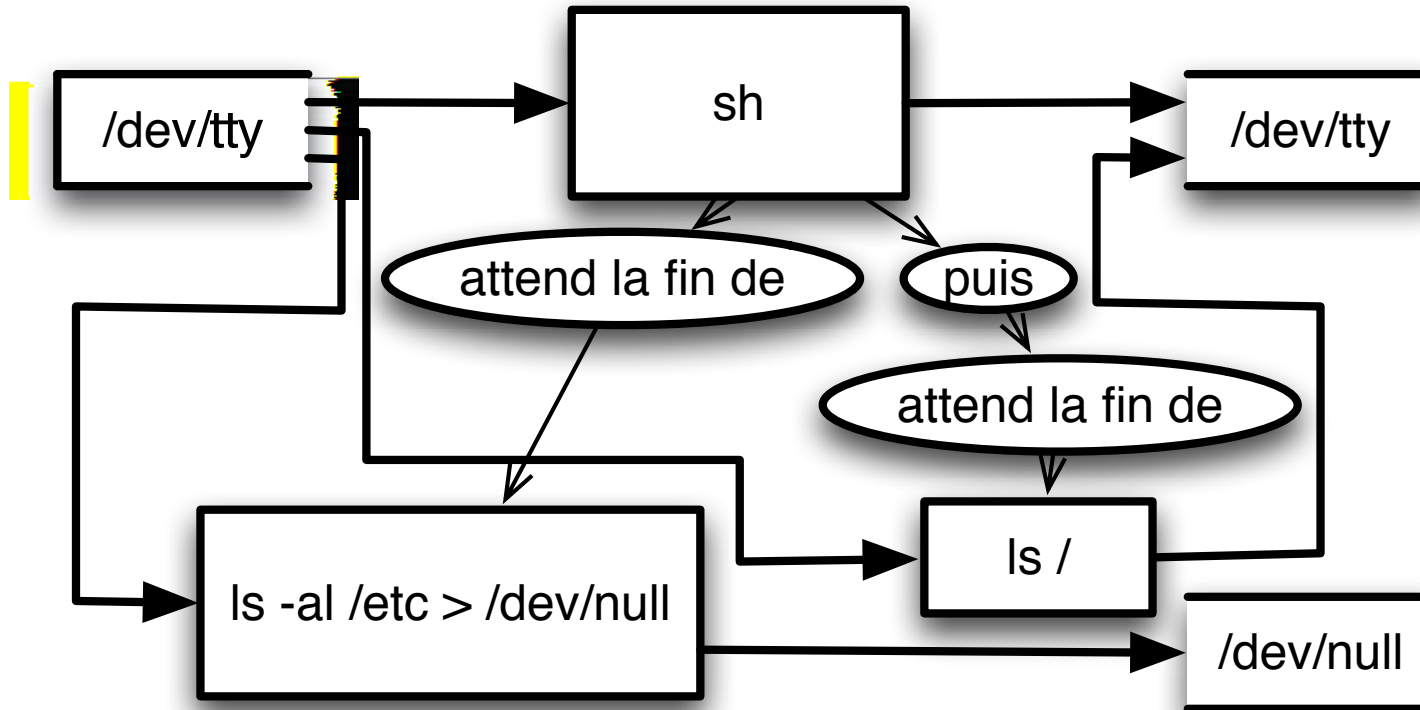 /dev/tty
sh
/dev/tty
attend la fin de
puis
attend la fin de
ls /
ls -al /etc > /dev/null
/dev/null